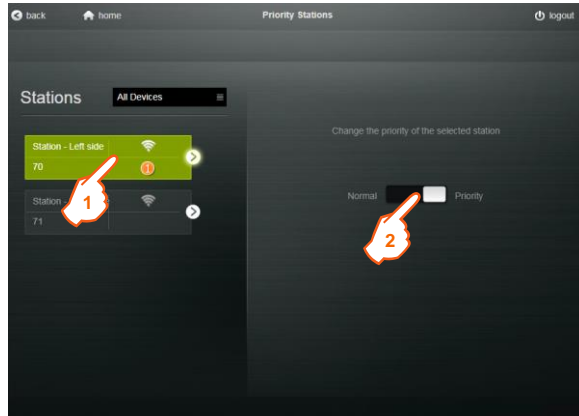 back home Priority Stations logout
Stations All Devices
Change the priority of the selected station
Station - Left side
70
Normal Priority
Station -
71
1
2